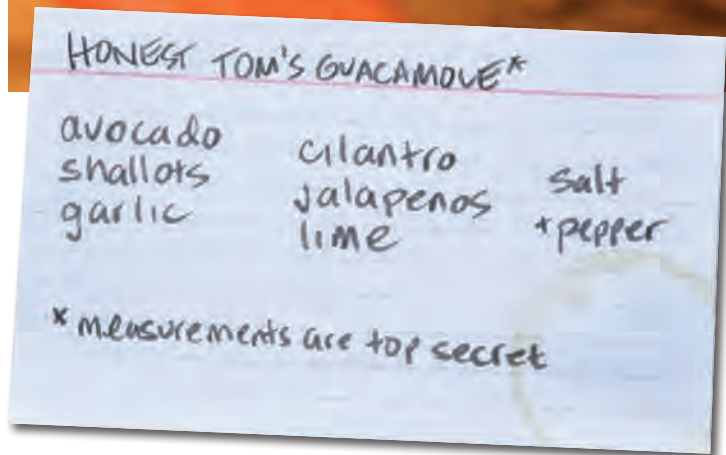 HONEST TOM'S GUACAMOLE*
avocado
shallots
garlic
cilantro
jalapenos
lime
salt
+pepper
* measurements are top secret